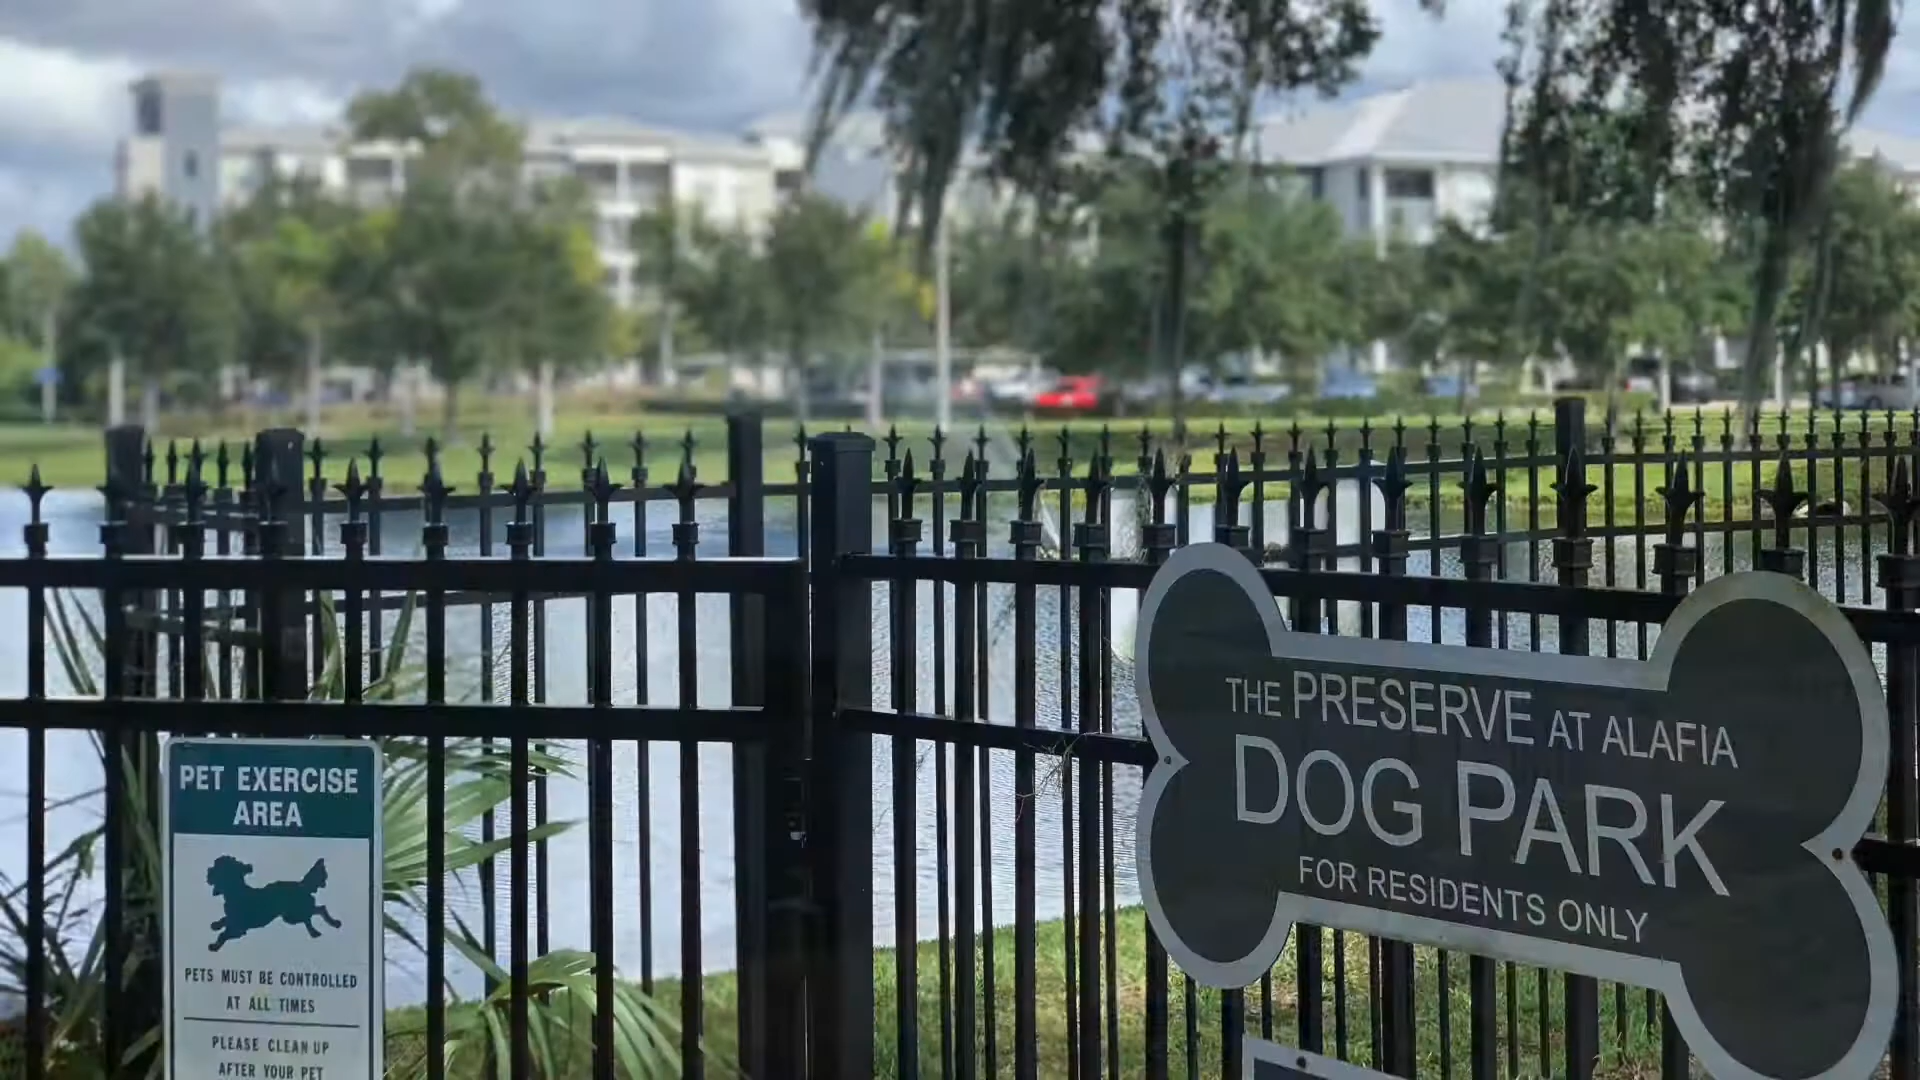 PET EXERCISE
AREA
PETS MUST BE CONTROLLED
AT ALL TIMES
PLEASE CLEAN UP
AFTER YOUR PET
THE PRESERVE AT ALAFIA
DOG PARK
FOR RESIDENTS ONLY